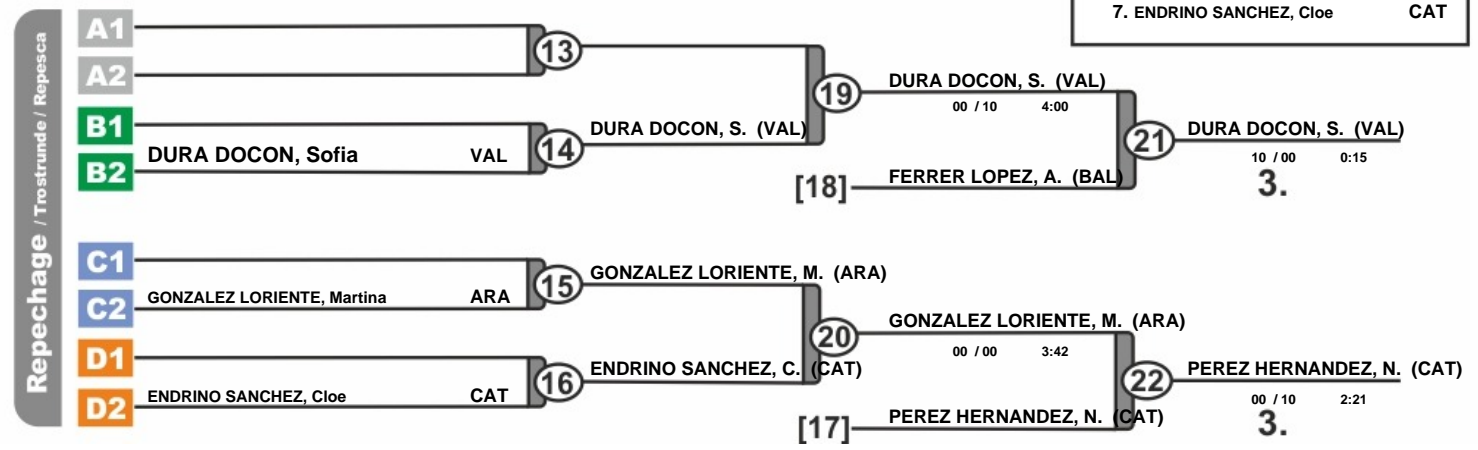 7. ENDRINO SANCHEZ, Cloe CAT
Repechage / Trostrunde / Repesca
A1
13
A2
DURA DOCON, S. (VAL)
19
00 / 10 4:00
B1
DURA DOCON, S. (VAL)
DURA DOCON, S. (VAL)
21
DURA DOCON, Sofia VAL
14
10 / 00 0:15
B2
[18]
FERRER LOPEZ, A. (BAL)
3.
C1
GONZALEZ LORIENTE, M. (ARA)
15
GONZALEZ LORIENTE, Martina ARA
C2
GONZALEZ LORIENTE, M. (ARA)
20
00 / 00 3:42
D1
ENDRINO SANCHEZ, C. (CAT)
PEREZ HERNANDEZ, N. (CAT)
22
16
ENDRINO SANCHEZ, Cloe CAT
00 / 10 2:21
D2
[17]
PEREZ HERNANDEZ, N. (CAT)
3.